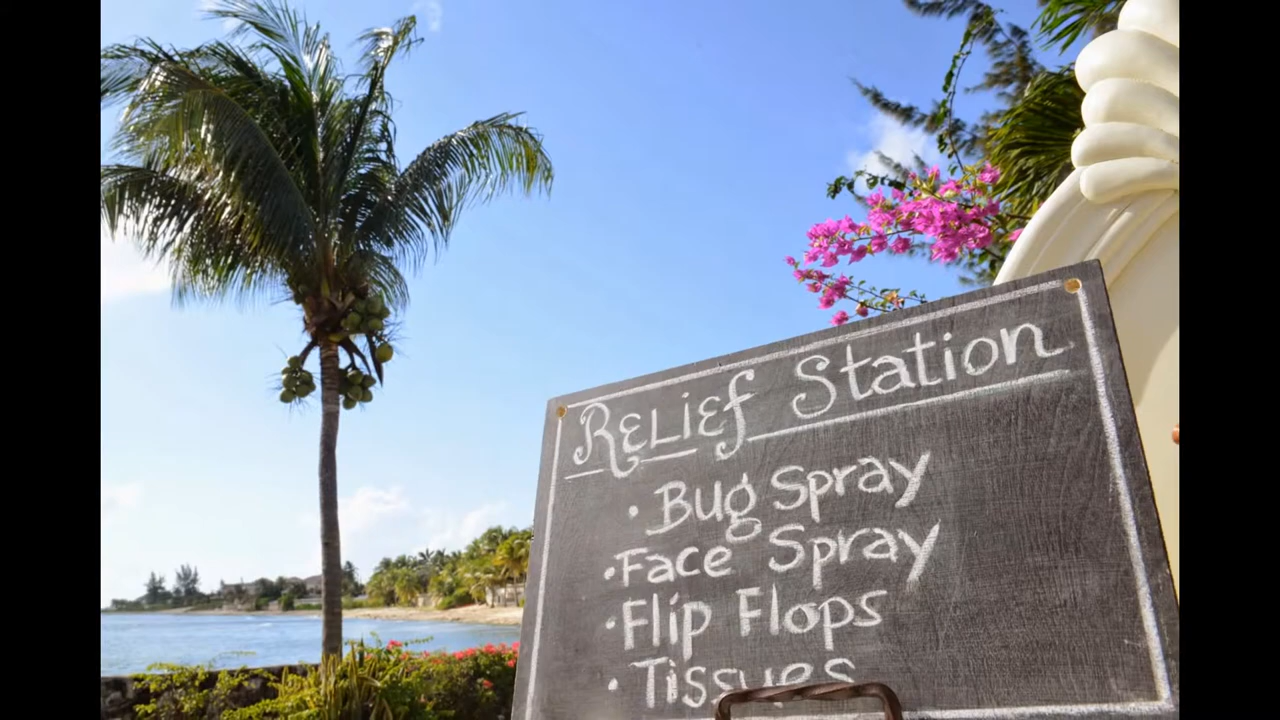 Relief Station
• Bug Spray
• Face Spray
• Flip Flops
• Tissues